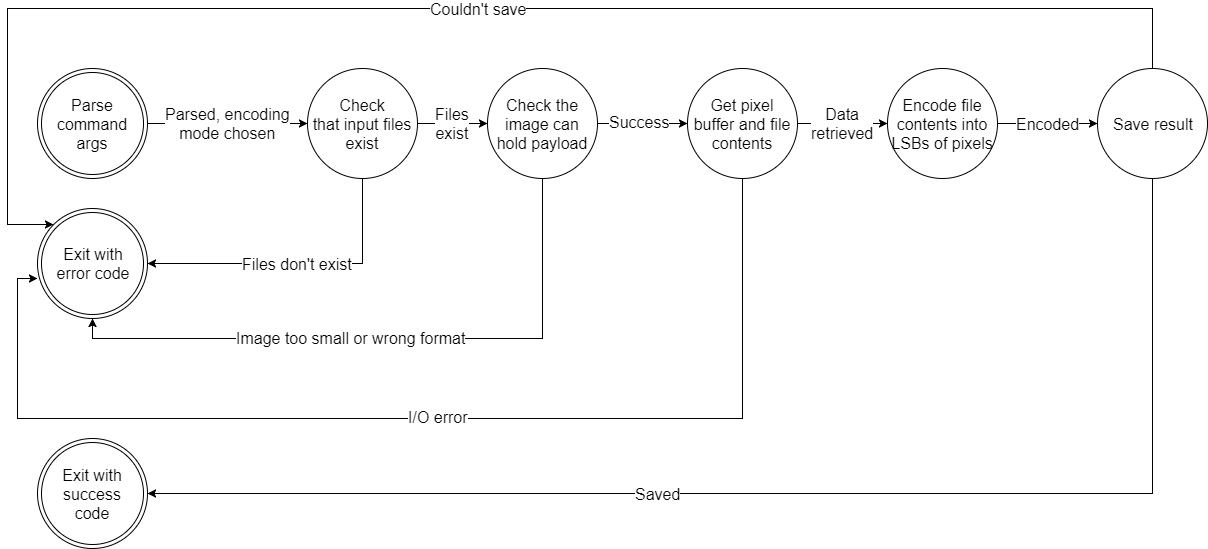 Couldn't save
Parse
command
args
Parsed, encoding
mode chosen
Check
that input files
exist
Files
exist
Check the
image can
hold payload
Success
Get pixel
buffer and file
contents
Data
retrieved
Encode file
contents into
LSBs of pixels
Encoded
Save result
Exit with
error code
Files don't exist
Image too small or wrong format
I/O error
Exit with
success
code
Saved